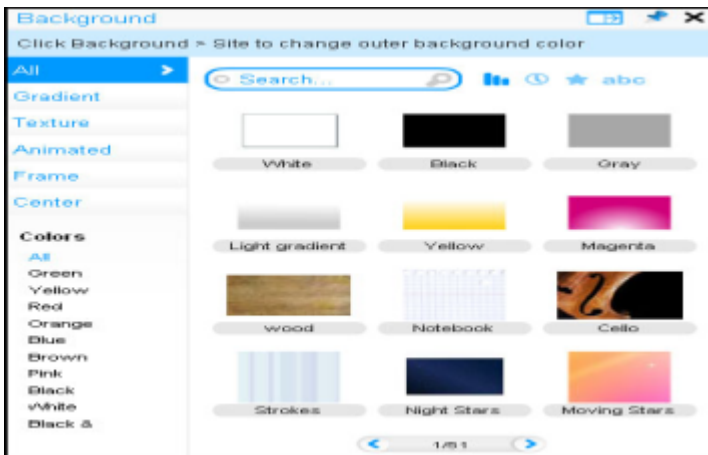 Background
Click Background > Site to change outer background color
All >
Search...
abc
Gradient
Texture
Animated
Frame
Center
White
Black
Gray
Light gradient
Yellow
Magenta
Colors
All
Green
Yellow
Red
Orange
Blue
Brown
Pink
Black
White
Black &
wood
Notebook
Cello
Strokes
Night Stars
Moving Stars
< 1/51 >